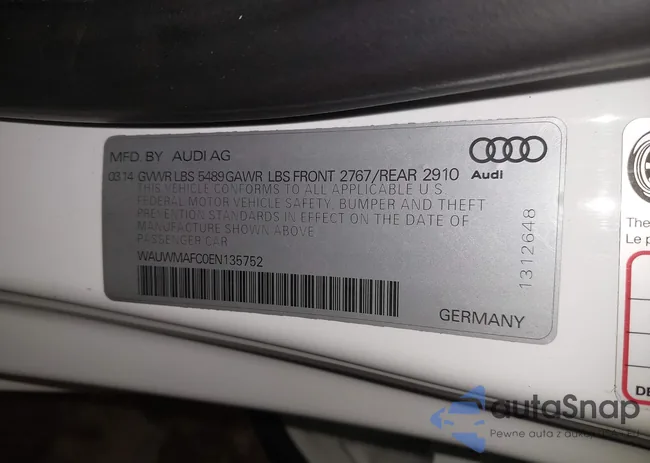 MFD. BY AUDI AG
Audi
03.14 GVWR LBS 5489 GAWR LBS FRONT 2767/REAR 2910
THIS VEHICLE CONFORMS TO ALL APPLICABLE U.S
FEDERAL MOTOR VEHICLE SAFETY, BUMPER AND THEFT
PREVENTION STANDARDS IN EFFECT ON THE DATE OF
MANUFACTURE SHOWN ABOVE
PASSENGER CAR
WAUWMAFC0EN135752
1312648
GERMANY
The
Le p
DE
autaSnap
Pewne auta z